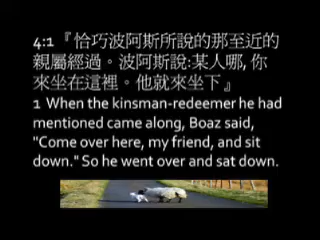 4:1『恰巧波阿斯所說的那至近的
親屬經過。波阿斯說:某人哪, 你
來坐在這裡。他就來坐下』
1 When the kinsman-redeemer he had
mentioned came along, Boaz said,
"Come over here, my friend, and sit
down." So he went over and sat down.